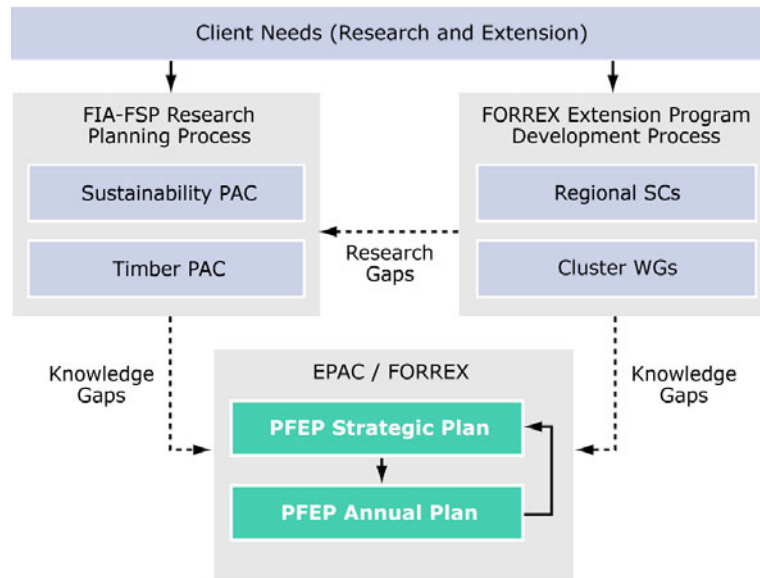 Client Needs (Research and Extension)
FIA-FSP Research
Planning Process
Sustainability PAC
Timber PAC
FORREX Extension Program
Development Process
Regional SCs
Cluster WGs
Research
Gaps
Knowledge
Gaps
EPAC / FORREX
PFEP Strategic Plan
PFEP Annual Plan
Knowledge
Gaps